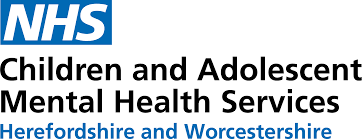 NHS
Children and Adolescent
Mental Health Services
Herefordshire and Worcestershire